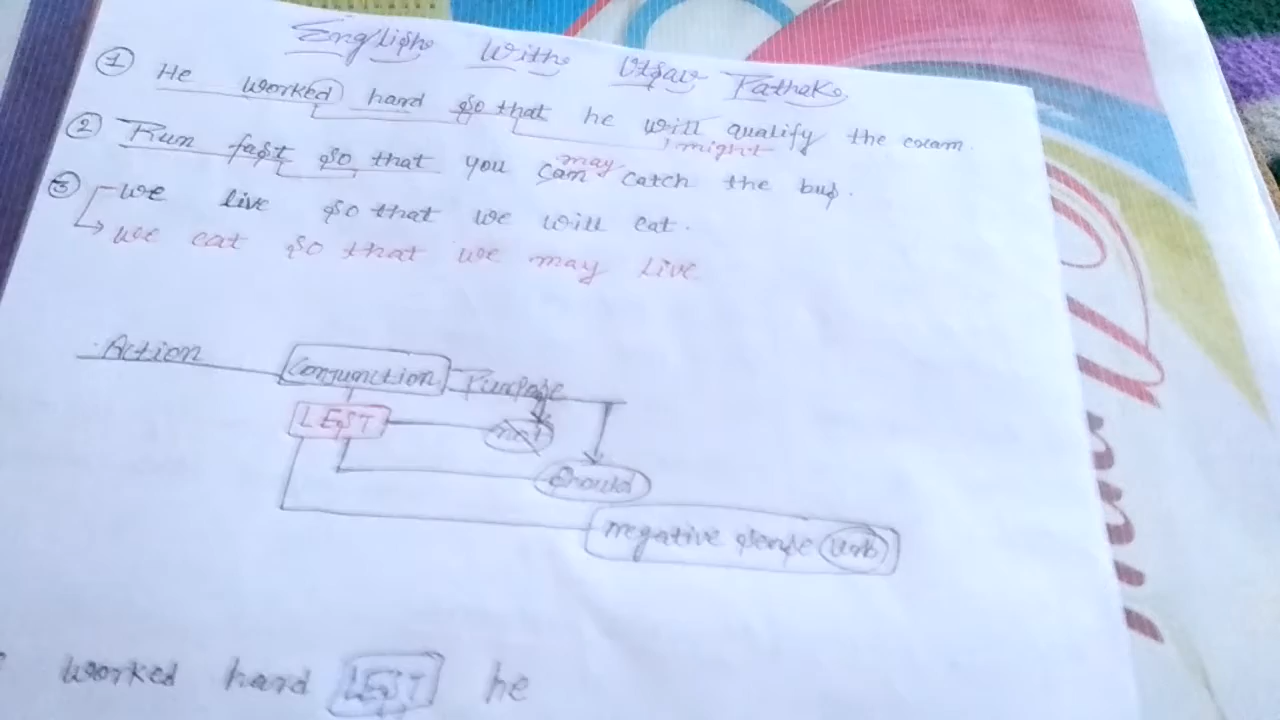 English With Utsav Pathak
① He worked hard so that he will qualify the exam.
might
② Run fast so that you can catch the bus.
may
③ we live so that we will eat.
we eat so that we may live
Action Conjunction Purpose
LEST not
Should
negative sense verb
worked hard LEST he